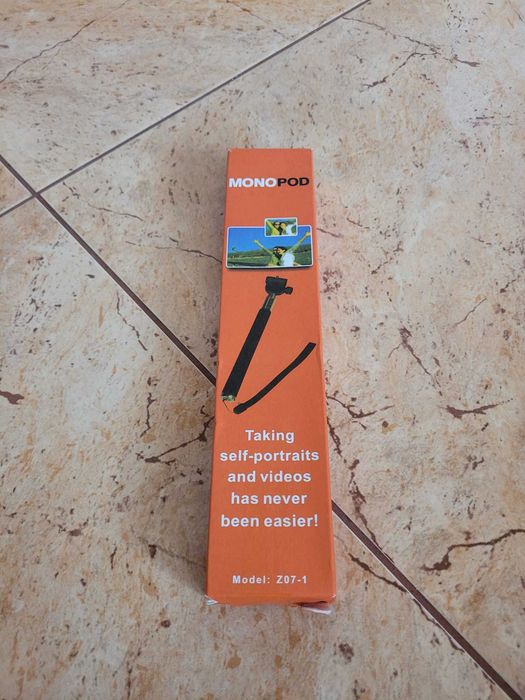 MONOPOD
Taking
self-portraits
and videos
has never
been easier!
Model: Z07-1